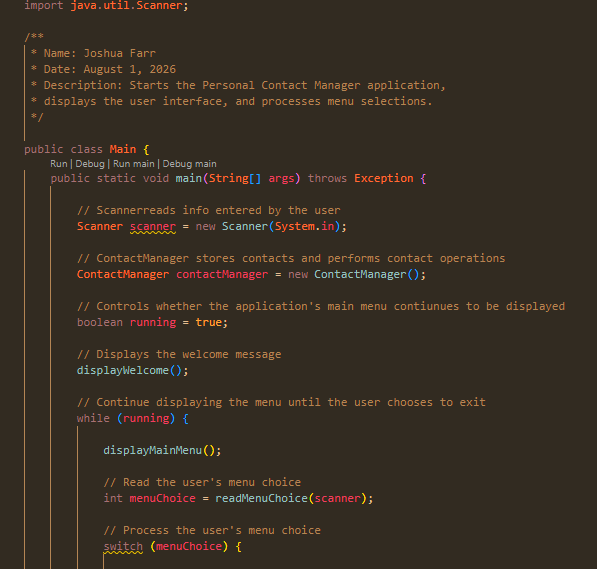 import java.util.Scanner;
/**
* Name: Joshua Farr
* Date: August 1, 2026
* Description: Starts the Personal Contact Manager application,
* displays the user interface, and processes menu selections.
*/
public class Main {
Run | Debug | Run main | Debug main
public static void main(String[] args) throws Exception {
// Scannerreads info entered by the user
Scanner scanner = new Scanner(System.in);
// ContactManager stores contacts and performs contact operations
ContactManager contactManager = new ContactManager();
// Controls whether the application's main menu contiunues to be displayed
boolean running = true;
// Displays the welcome message
displayWelcome();
// Continue displaying the menu until the user chooses to exit
while (running) {
displayMainMenu();
// Read the user's menu choice
int menuChoice = readMenuChoice(scanner);
// Process the user's menu choice
switch (menuChoice) {